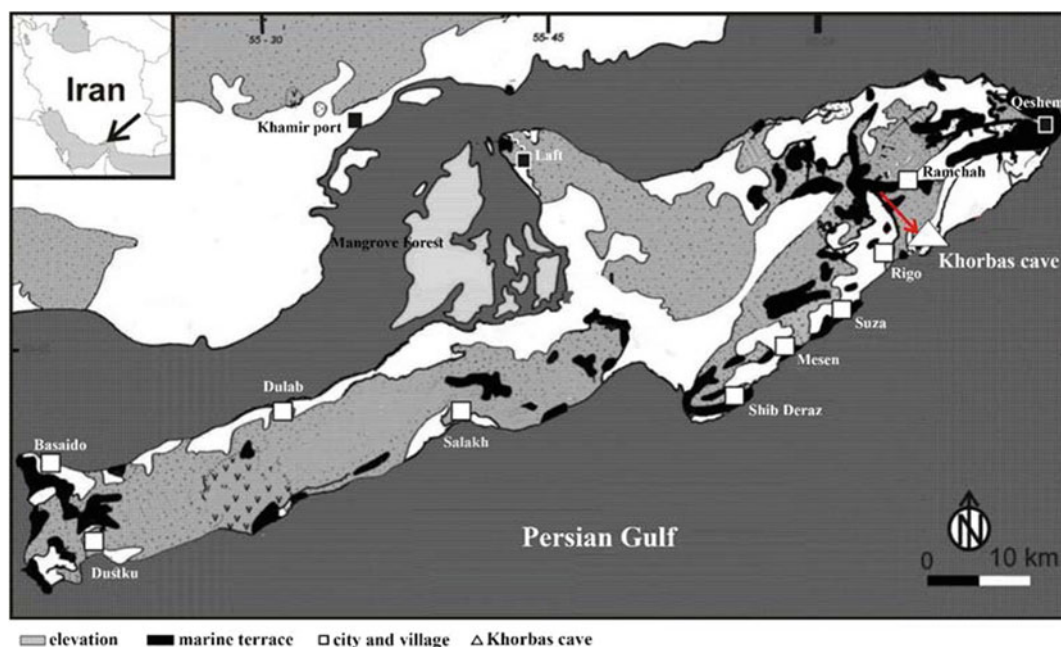 55 - 30
55 - 45
Iran
Khamir port
Qeshem
Laft
Ramchah
Mangrove Forest
Khorbas cave
Rigo
Suza
Mesen
Dulab
Shib Deraz
Salakh
Basaido
Persian Gulf
N
0 10 km
Dustku
elevation marine terrace city and village Khorbas cave